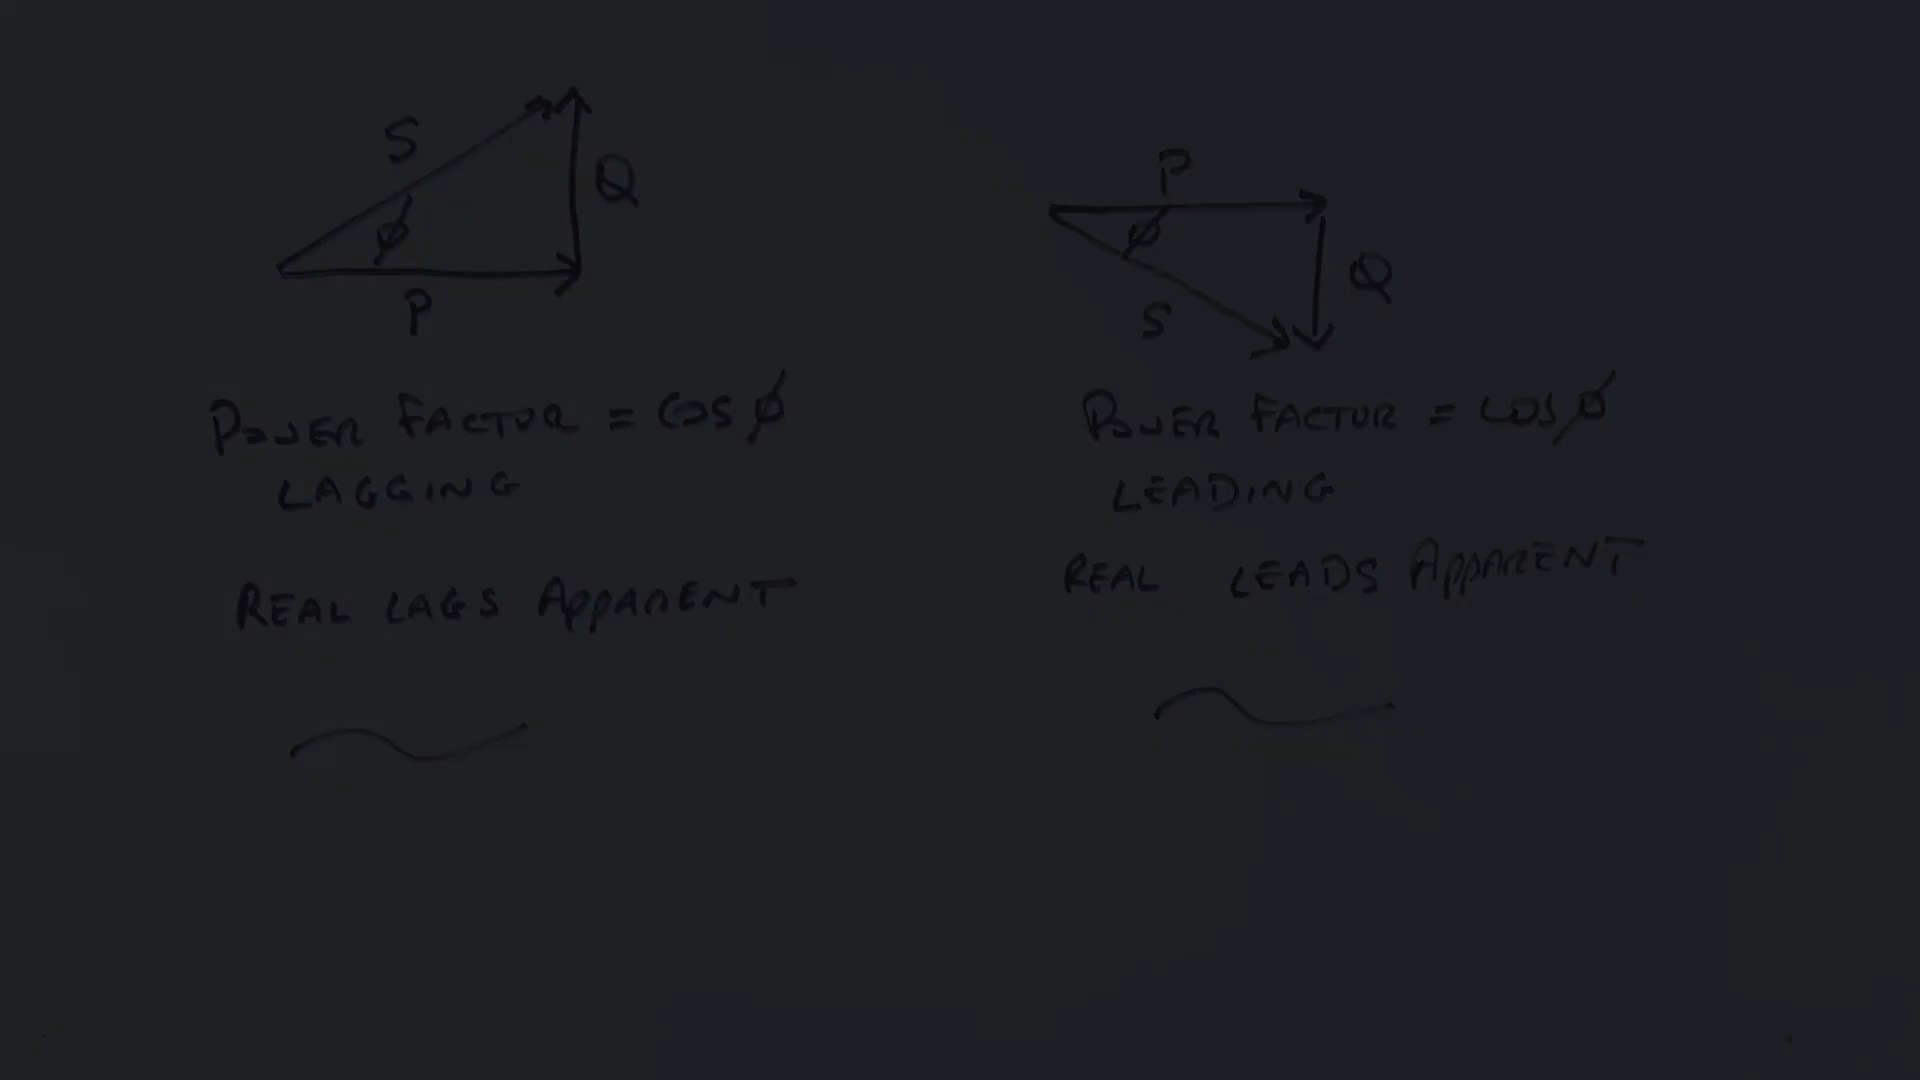 S
Q
ϕ
P
POWER FACTOR = COS ϕ
LAGGING
REAL LAGS APPARENT
P
ϕ
Q
S
POWER FACTOR = COS ϕ
LEADING
REAL LEADS APPARENT